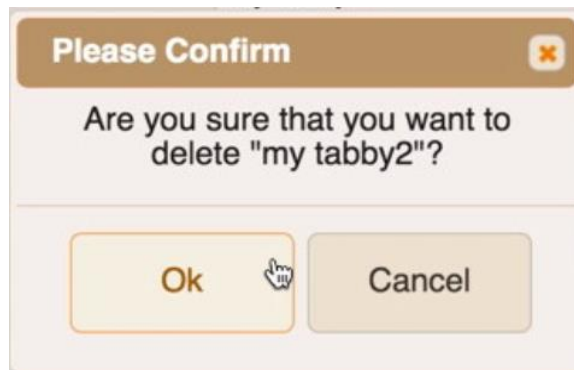 Please Confirm
Are you sure that you want to
delete "my tabby2"?
Ok
Cancel